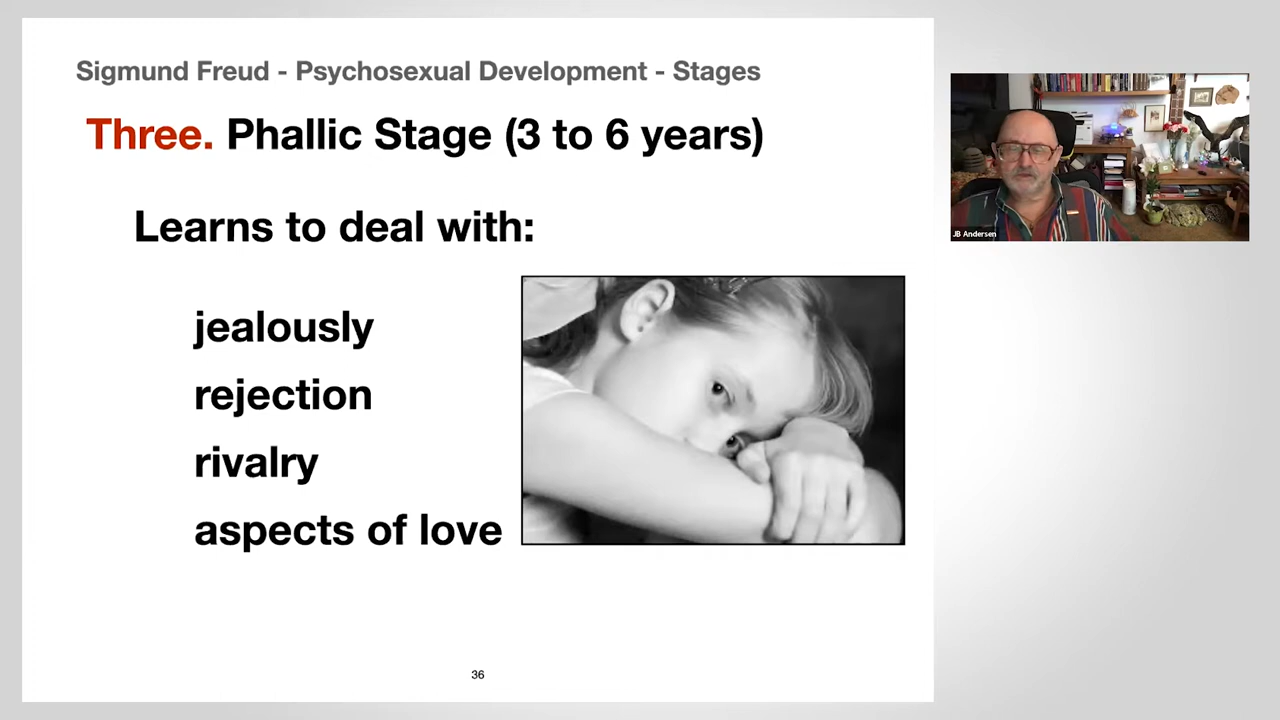 Sigmund Freud - Psychosexual Development - Stages
Three. Phallic Stage (3 to 6 years)
Learns to deal with:
jealously
rejection
rivalry
aspects of love
36
JB Andersen